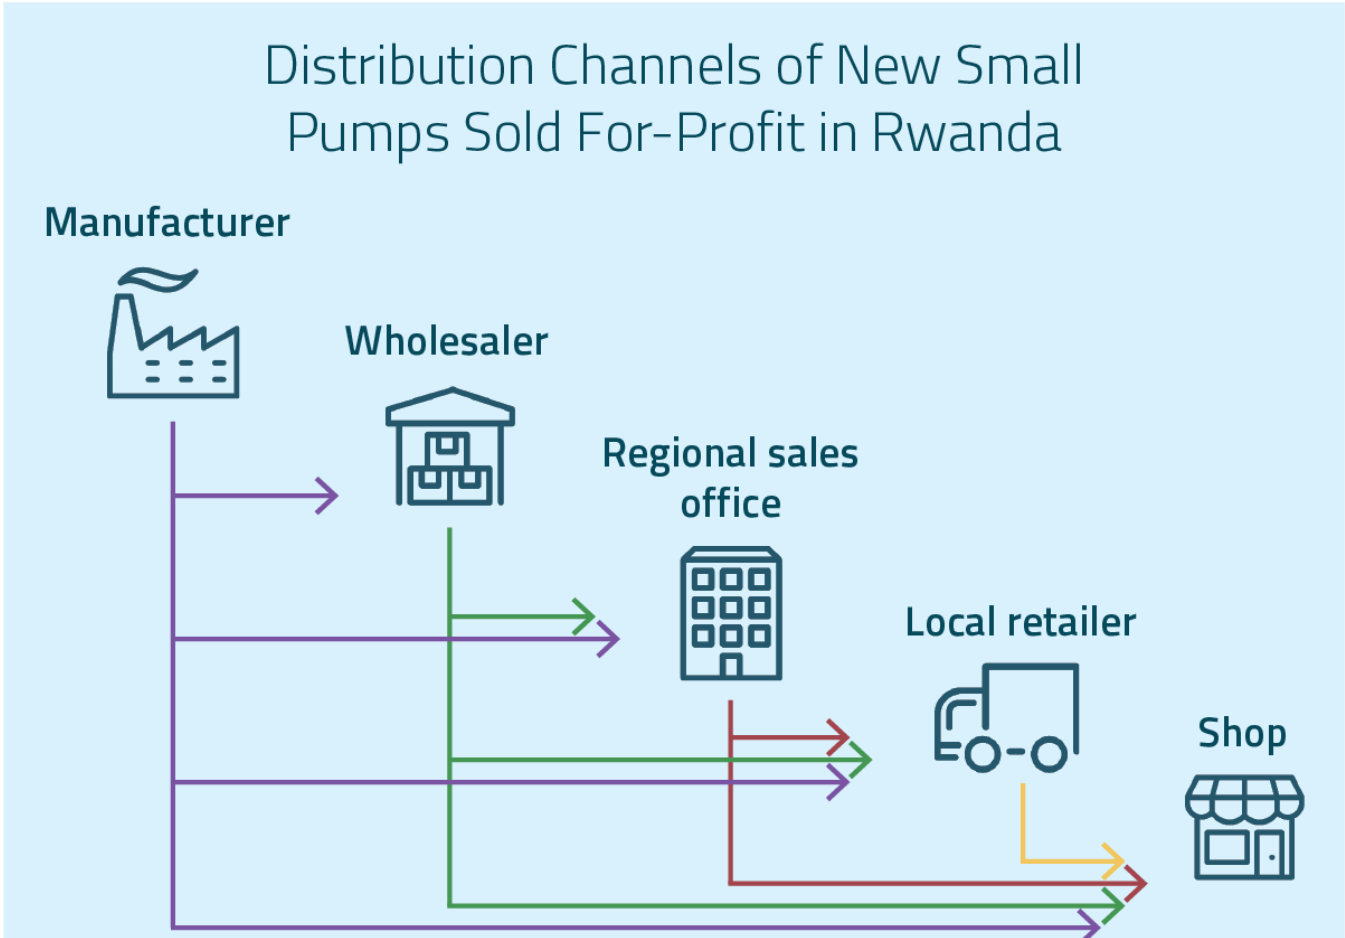 Distribution Channels of New Small
Pumps Sold For-Profit in Rwanda
Manufacturer
Wholesaler
Regional sales
office
Local retailer
Shop